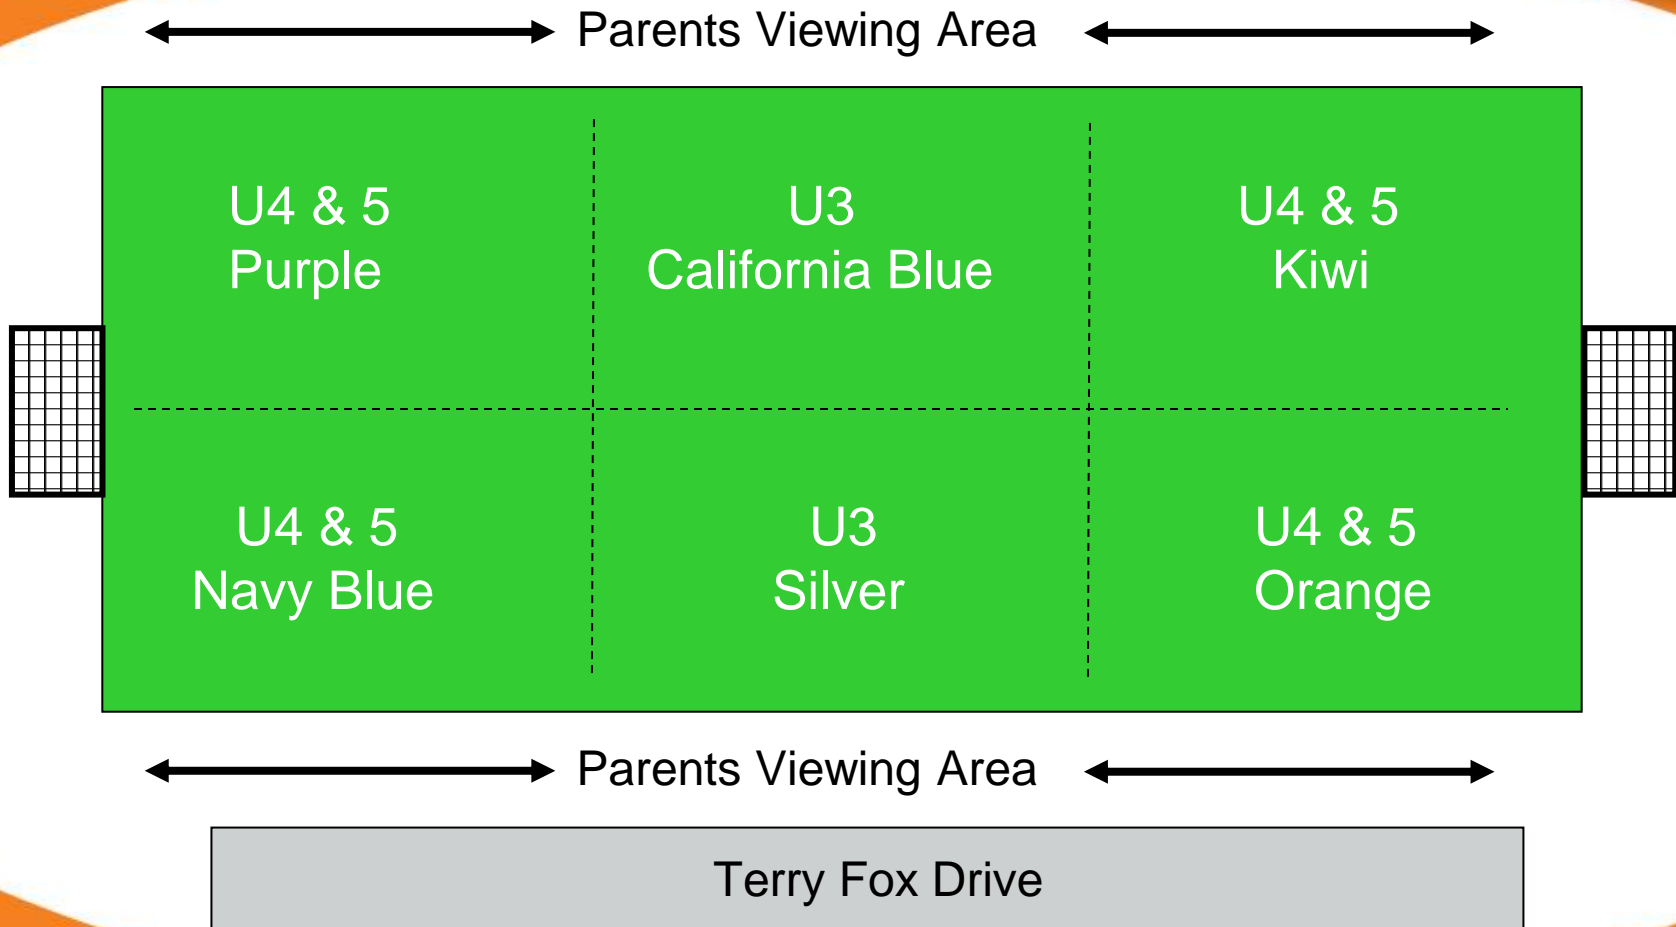 Parents Viewing Area
U4 & 5
Purple
U3
California Blue
U4 & 5
Kiwi
U4 & 5
Navy Blue
U3
Silver
U4 & 5
Orange
Parents Viewing Area
Terry Fox Drive